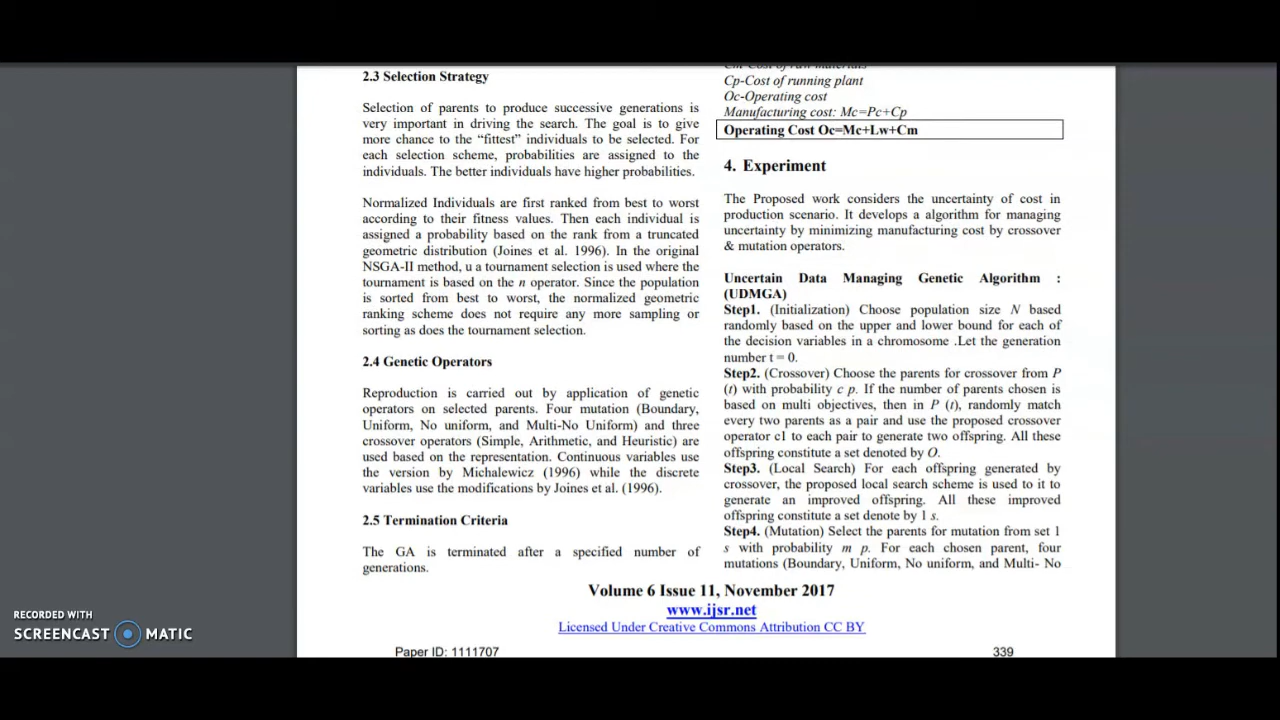 2.3 Selection Strategy
Selection of parents to produce successive generations is
very important in driving the search. The goal is to give
more chance to the “fittest” individuals to be selected. For
each selection scheme, probabilities are assigned to the
individuals. The better individuals have higher probabilities.
Normalized Individuals are first ranked from best to worst
according to their fitness values. Then each individual is
assigned a probability based on the rank from a truncated
geometric distribution (Joines et al. 1996). In the original
NSGA-II method, u a tournament selection is used where the
tournament is based on the n operator. Since the population
is sorted from best to worst, the normalized geometric
ranking scheme does not require any more sampling or
sorting as does the tournament selection.
2.4 Genetic Operators
Reproduction is carried out by application of genetic
operators on selected parents. Four mutation (Boundary,
Uniform, No uniform, and Multi-No Uniform) and three
crossover operators (Simple, Arithmetic, and Heuristic) are
used based on the representation. Continuous variables use
the version by Michalewicz (1996) while the discrete
variables use the modifications by Joines et al. (1996).
2.5 Termination Criteria
The GA is terminated after a specified number of
generations.
Cm-Cost of raw materials
Cp-Cost of running plant
Oc-Operating cost
Manufacturing cost: Mc=Pc+Cp
Operating Cost Oc=Mc+Lw+Cm
4. Experiment
The Proposed work considers the uncertainty of cost in
production scenario. It develops a algorithm for managing
uncertainty by minimizing manufacturing cost by crossover
& mutation operators.
Uncertain Data Managing Genetic Algorithm :
(UDMGA)
Step1. (Initialization) Choose population size N based
randomly based on the upper and lower bound for each of
the decision variables in a chromosome .Let the generation
number t = 0.
Step2. (Crossover) Choose the parents for crossover from P
(t) with probability c p. If the number of parents chosen is
based on multi objectives, then in P (t), randomly match
every two parents as a pair and use the proposed crossover
operator c1 to each pair to generate two offspring. All these
offspring constitute a set denoted by O.
Step3. (Local Search) For each offspring generated by
crossover, the proposed local search scheme is used to it to
generate an improved offspring. All these improved
offspring constitute a set denote by 1 s.
Step4. (Mutation) Select the parents for mutation from set 1
s with probability m p. For each chosen parent, four
mutations (Boundary, Uniform, No uniform, and Multi- No
Volume 6 Issue 11, November 2017
www.ijsr.net
Licensed Under Creative Commons Attribution CC BY
Paper ID: 1111707
339
RECORDED WITH
SCREENCAST MATIC